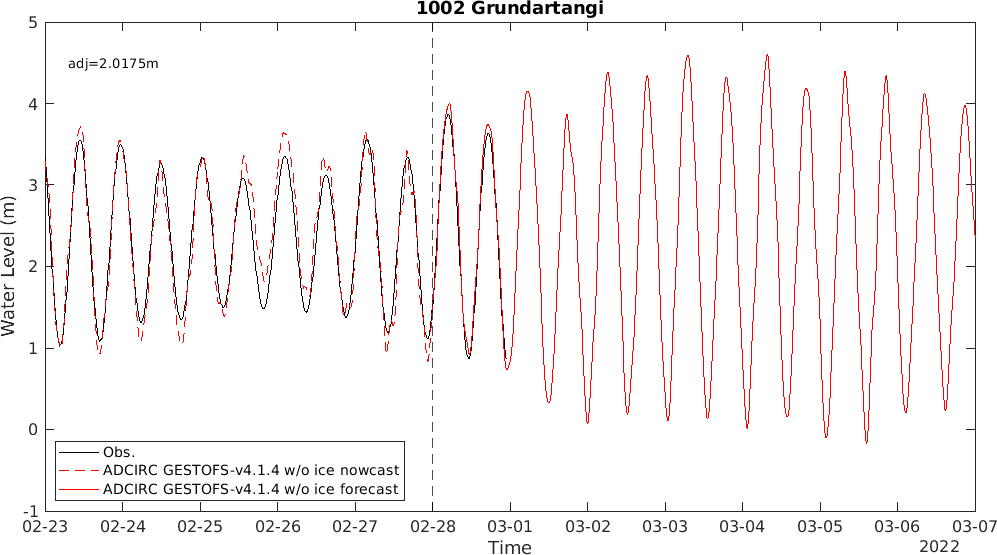 1002 Grundartangi
adj=2.0175m
Water Level (m)
5
4
3
2
1
0
-1
Obs.
ADCIRC GESTOFS-v4.1.4 w/o ice nowcast
ADCIRC GESTOFS-v4.1.4 w/o ice forecast
02-23 02-24 02-25 02-26 02-27 02-28 03-01 03-02 03-03 03-04 03-05 03-06 03-07
Time
2022